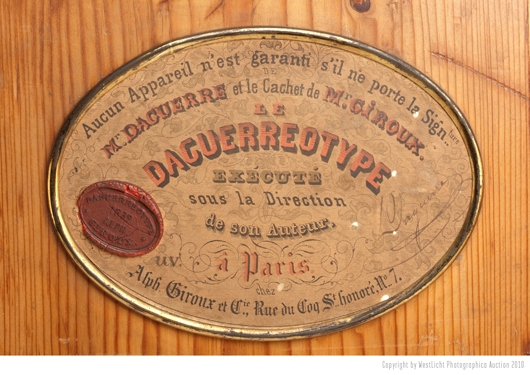 Aucun Appareil n'est garanti s'il ne porte la Signature
DE
Mr. DAGUERRE et le Cachet de Mr. GIROUX.
LE
DAGUERREOTYPE
EXÉCUTÉ
sous la Direction
de son Auteur.
à Paris
chez
Alph. Giroux et Cie., Rue du Coq St. honoré, No. 7.
DAGUERREOTYPE
Daguerre
Copyright by WestLicht Photographica Auction 2010